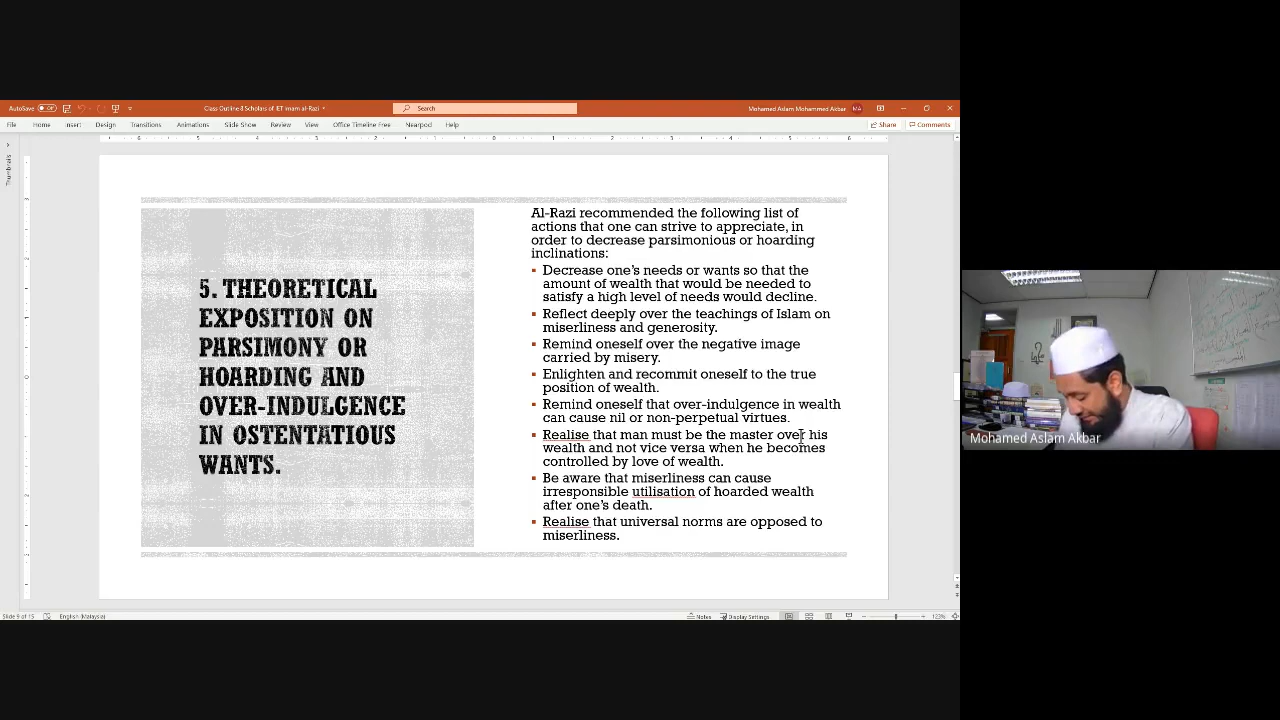 AutoSave
Off
Class Outline 8 Scholars of IET Imam al-Razi
Search
Mohamed Aslam Mohammed Akbar
MA
File Home Insert Design Transitions Animations Slide Show Review View Office Timeline Free Nearpod Help
Share
Comments
Thumbnails
5. THEORETICAL
EXPOSITION ON
PARSIMONY OR
HOARDING AND
OVER-INDULGENCE
IN OSTENTATIOUS
WANTS.
Al-Razi recommended the following list of
actions that one can strive to appreciate, in
order to decrease parsimonious or hoarding
inclinations:
▪ Decrease one's needs or wants so that the
amount of wealth that would be needed to
satisfy a high level of needs would decline.
▪ Reflect deeply over the teachings of Islam on
miserliness and generosity.
▪ Remind oneself over the negative image
carried by misery.
▪ Enlighten and recommit oneself to the true
position of wealth.
▪ Remind oneself that over-indulgence in wealth
can cause nil or non-perpetual virtues.
▪ Realise that man must be the master over his
wealth and not vice versa when he becomes
controlled by love of wealth.
▪ Be aware that miserliness can cause
irresponsible utilisation of hoarded wealth
after one's death.
▪ Realise that universal norms are opposed to
miserliness.
Mohamed Aslam Akbar
Slide 9 of 15
English (Malaysia)
Notes
Display Settings
123%